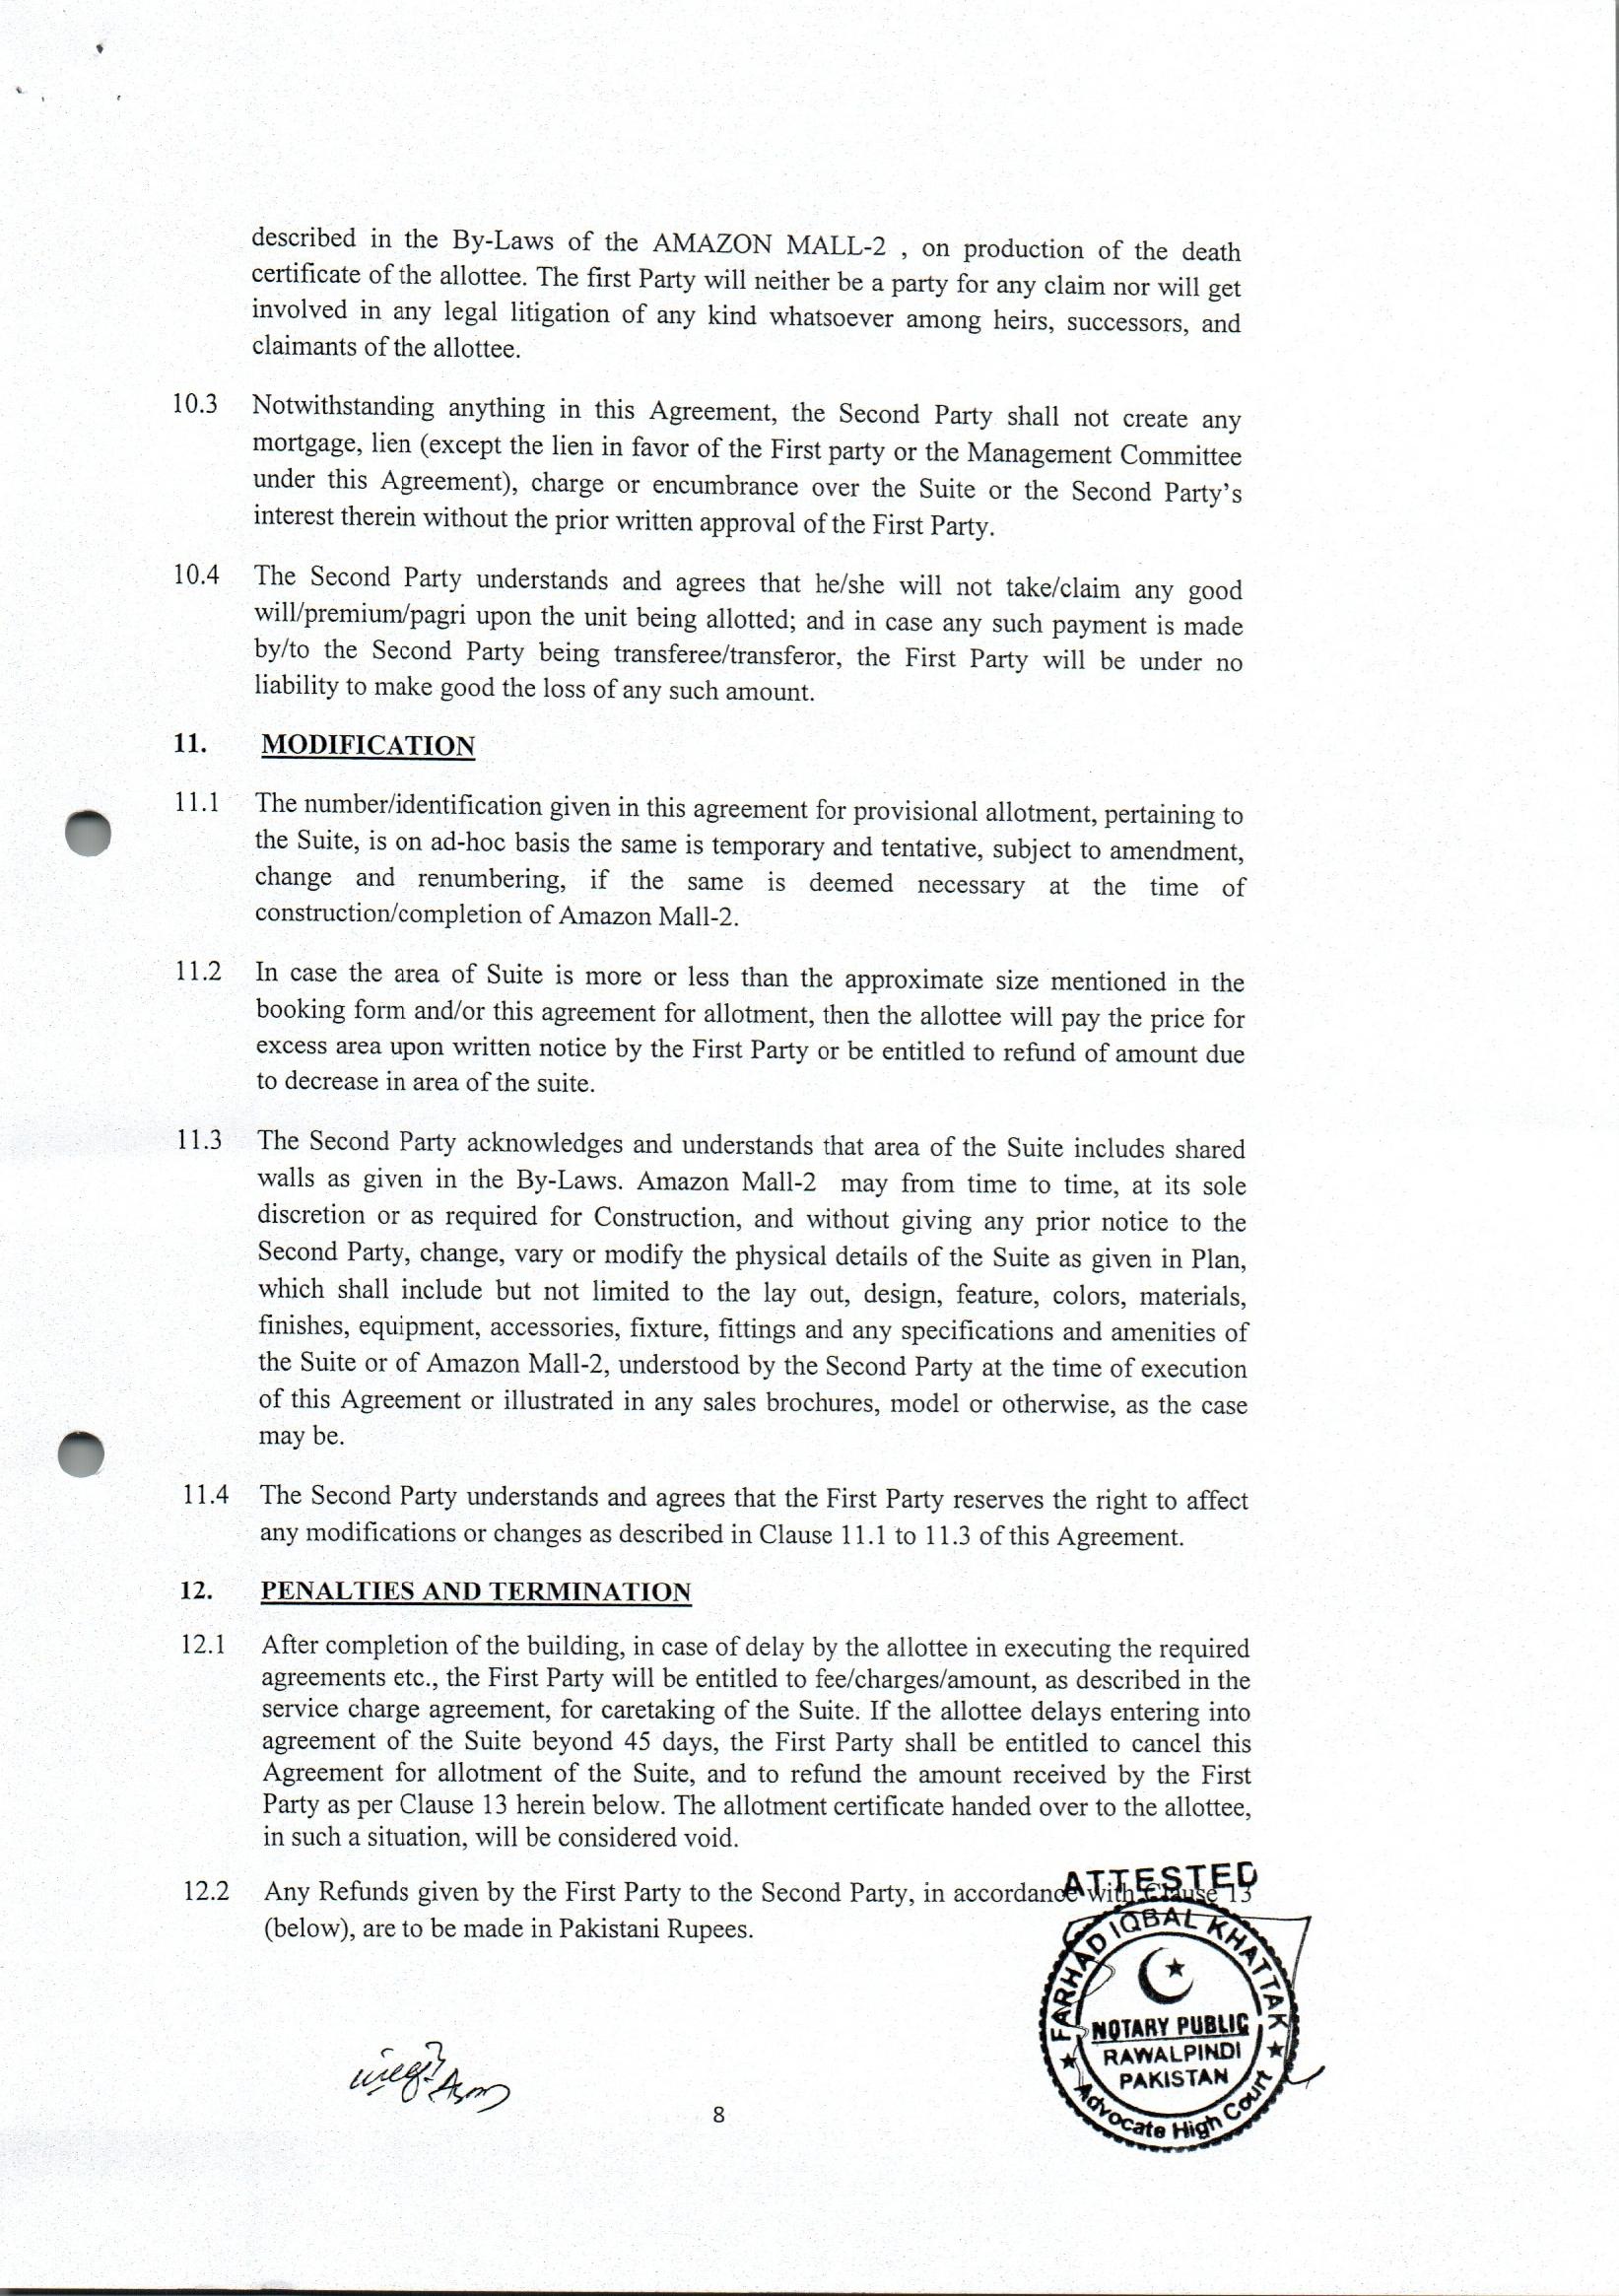 described in the By-Laws of the AMAZON MALL-2 , on production of the death
certificate of the allottee. The first Party will neither be a party for any claim nor will get
involved in any legal litigation of any kind whatsoever among heirs, successors, and
claimants of the allottee.
10.3 Notwithstanding anything in this Agreement, the Second Party shall not create any
mortgage, lien (except the lien in favor of the First party or the Management Committee
under this Agreement), charge or encumbrance over the Suite or the Second Party’s
interest therein without the prior written approval of the First Party.
10.4 The Second Party understands and agrees that he/she will not take/claim any good
will/premium/pagri upon the unit being allotted; and in case any such payment is made
by/to the Second Party being transferee/transferor, the First Party will be under no
liability to make good the loss of any such amount.
11. MODIFICATION
11.1 The number/identification given in this agreement for provisional allotment, pertaining to
the Suite, is on ad-hoc basis the same is temporary and tentative, subject to amendment,
change and renumbering, if the same is deemed necessary at the time of
construction/completion of Amazon Mall-2.
11.2 In case the area of Suite is more or less than the approximate size mentioned in the
booking form and/or this agreement for allotment, then the allottee will pay the price for
excess area upon written notice by the First Party or be entitled to refund of amount due
to decrease in area of the suite.
11.3 The Second Party acknowledges and understands that area of the Suite includes shared
walls as given in the By-Laws. Amazon Mall-2 may from time to time, at its sole
discretion or as required for Construction, and without giving any prior notice to the
Second Party, change, vary or modify the physical details of the Suite as given in Plan,
which shall include but not limited to the lay out, design, feature, colors, materials,
finishes, equipment, accessories, fixture, fittings and any specifications and amenities of
the Suite or of Amazon Mall-2, understood by the Second Party at the time of execution
of this Agreement or illustrated in any sales brochures, model or otherwise, as the case
may be.
11.4 The Second Party understands and agrees that the First Party reserves the right to affect
any modifications or changes as described in Clause 11.1 to 11.3 of this Agreement.
12. PENALTIES AND TERMINATION
12.1 After completion of the building, in case of delay by the allottee in executing the required
agreements etc., the First Party will be entitled to fee/charges/amount, as described in the
service charge agreement, for caretaking of the Suite. If the allottee delays entering into
agreement of the Suite beyond 45 days, the First Party shall be entitled to cancel this
Agreement for allotment of the Suite, and to refund the amount received by the First
Party as per Clause 13 herein below. The allotment certificate handed over to the allottee,
in such a situation, will be considered void.
12.2 Any Refunds given by the First Party to the Second Party, in accordance with Clause 13
(below), are to be made in Pakistani Rupees.
ATTESTED
FARHAD IQBAL KHATTAK
NOTARY PUBLIC
RAWALPINDI
PAKISTAN
Advocate High Court
8